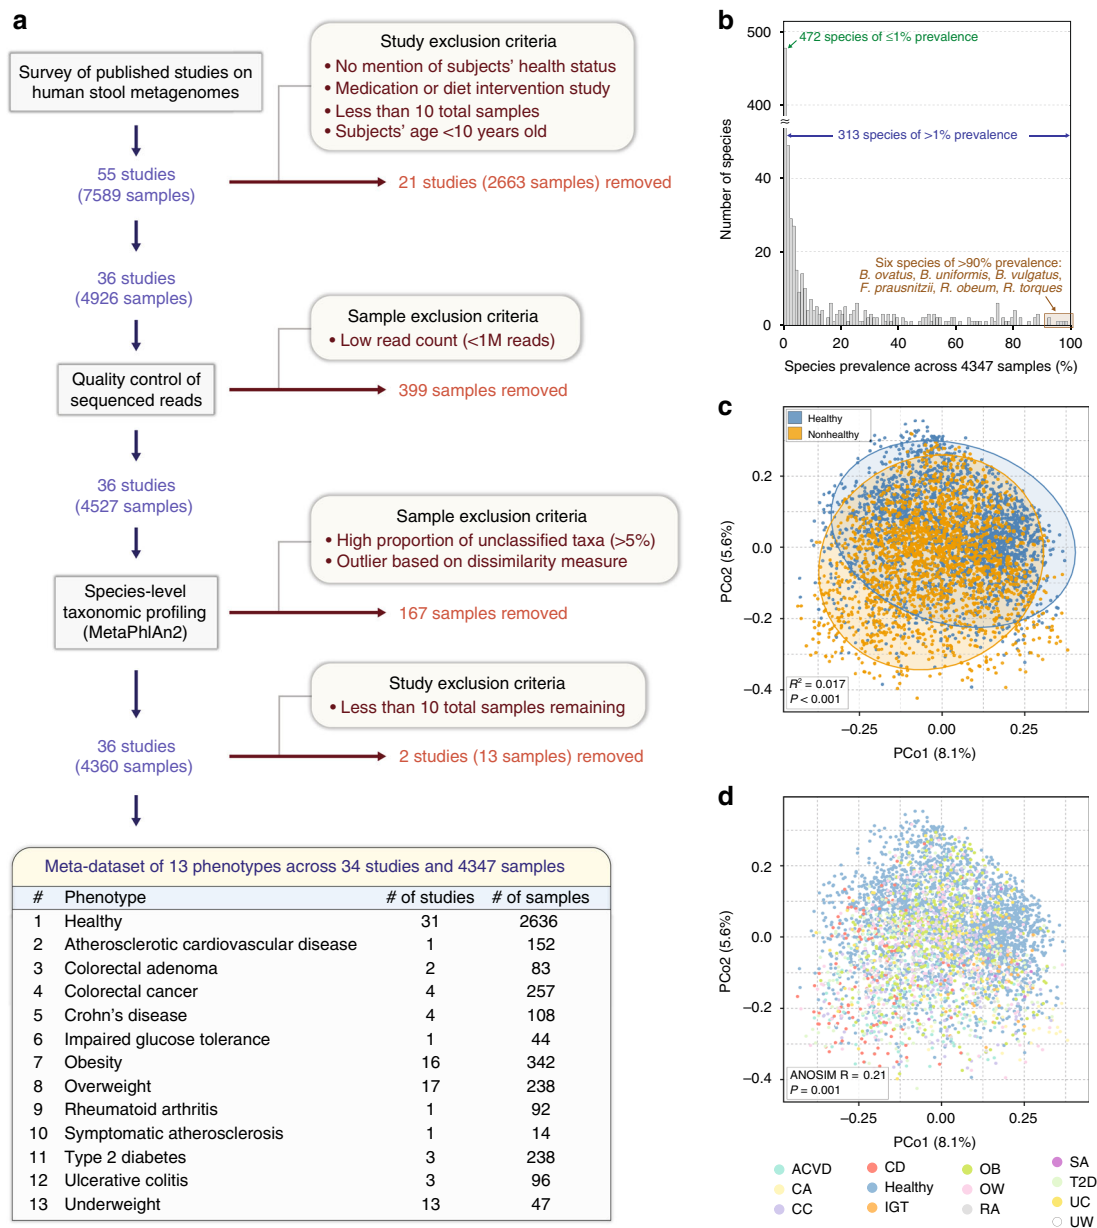 a
Survey of published studies on
human stool metagenomes
Study exclusion criteria
• No mention of subjects' health status
• Medication or diet intervention study
• Less than 10 total samples
• Subjects' age <10 years old
55 studies
(7589 samples)
21 studies (2663 samples) removed
36 studies
(4926 samples)
Sample exclusion criteria
• Low read count (<1M reads)
Quality control of
sequenced reads
399 samples removed
36 studies
(4527 samples)
Sample exclusion criteria
• High proportion of unclassified taxa (>5%)
• Outlier based on dissimilarity measure
Species-level
taxonomic profiling
(MetaPhlAn2)
167 samples removed
Study exclusion criteria
• Less than 10 total samples remaining
36 studies
(4360 samples)
2 studies (13 samples) removed
Meta-dataset of 13 phenotypes across 34 studies and 4347 samples
# Phenotype # of studies # of samples
1 Healthy 31 2636
2 Atherosclerotic cardiovascular disease 1 152
3 Colorectal adenoma 2 83
4 Colorectal cancer 4 257
5 Crohn's disease 4 108
6 Impaired glucose tolerance 1 44
7 Obesity 16 342
8 Overweight 17 238
9 Rheumatoid arthritis 1 92
10 Symptomatic atherosclerosis 1 14
11 Type 2 diabetes 3 238
12 Ulcerative colitis 3 96
13 Underweight 13 47
b
500
472 species of ≤1% prevalence
400
313 species of >1% prevalence
40
20
0
Number of species
Six species of >90% prevalence:
B. ovatus, B. uniformis, B. vulgatus,
F. prausnitzii, R. obeum, R. torques
0 20 40 60 80 100
Species prevalence across 4347 samples (%)
c
Healthy
Nonhealthy
0.2
0.0
−0.2
−0.4
PCo2 (5.6%)
R² = 0.017
P < 0.001
−0.25 0.00 0.25
PCo1 (8.1%)
d
0.2
0.0
−0.2
−0.4
PCo2 (5.6%)
ANOSIM R = 0.21
P = 0.001
−0.25 0.00 0.25
PCo1 (8.1%)
ACVD CD OB SA
CA Healthy OW T2D
CC IGT RA UC
UW